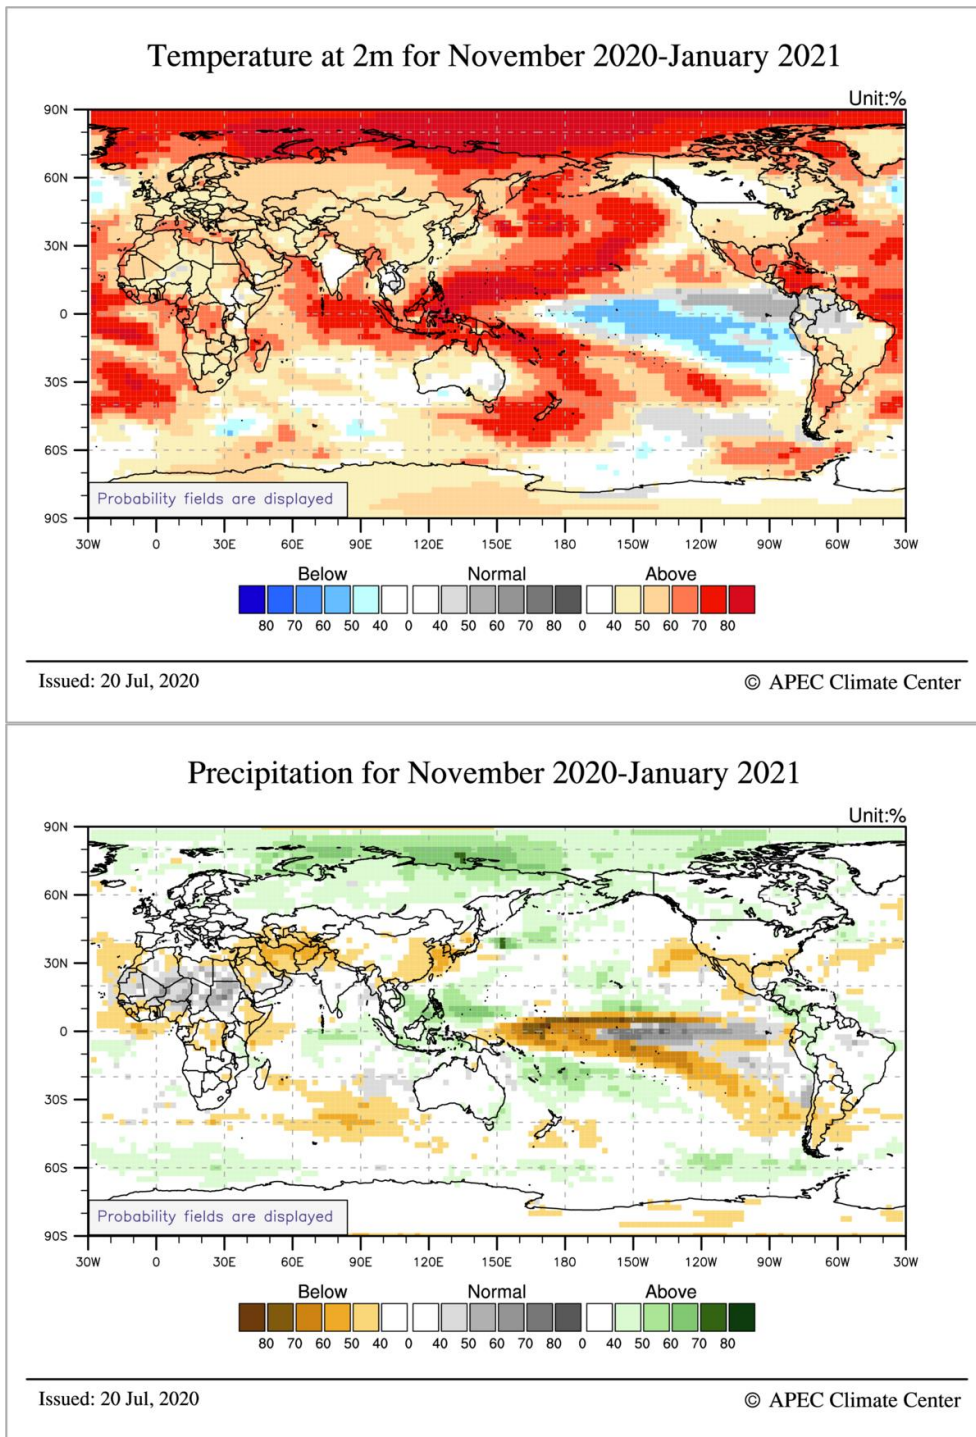 Temperature at 2m for November 2020-January 2021
Unit:%
90N
60N
30N
0
30S
60S
90S
Probability fields are displayed
30W 0 30E 60E 90E 120E 150E 180 150W 120W 90W 60W 30W
Below Normal Above
80 70 60 50 40 0 40 50 60 70 80 0 40 50 60 70 80
Issued: 20 Jul, 2020 © APEC Climate Center
Precipitation for November 2020-January 2021
Unit:%
90N
60N
30N
0
30S
60S
90S
Probability fields are displayed
30W 0 30E 60E 90E 120E 150E 180 150W 120W 90W 60W 30W
Below Normal Above
80 70 60 50 40 0 40 50 60 70 80 0 40 50 60 70 80
Issued: 20 Jul, 2020 © APEC Climate Center